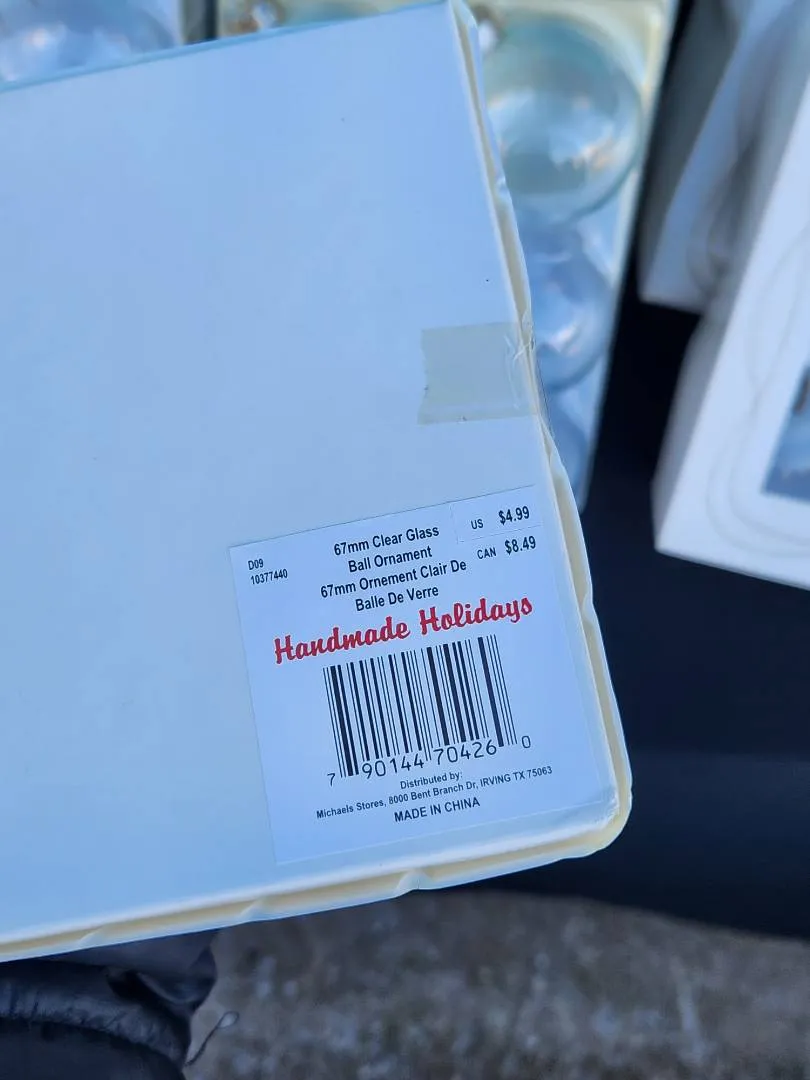 D09
10377440
67mm Clear Glass
Ball Ornament
67mm Ornement Clair De
Balle De Verre
US $4.99
CAN $8.49
Handmade Holidays
7 90144 70426 0
Distributed by:
Michaels Stores, 8000 Bent Branch Dr, IRVING TX 75063
MADE IN CHINA